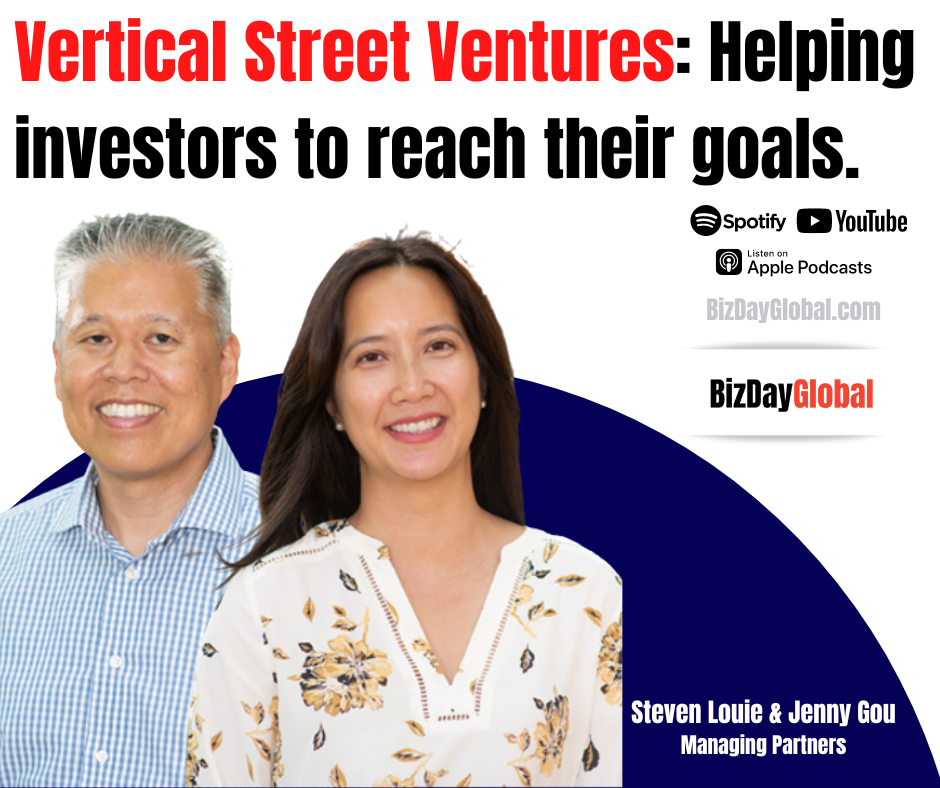 Vertical Street Ventures: Helping
investors to reach their goals.
Spotify YouTube
Listen on
Apple Podcasts
BizDayGlobal.com
BizDayGlobal
Steven Louie & Jenny Gou
Managing Partners